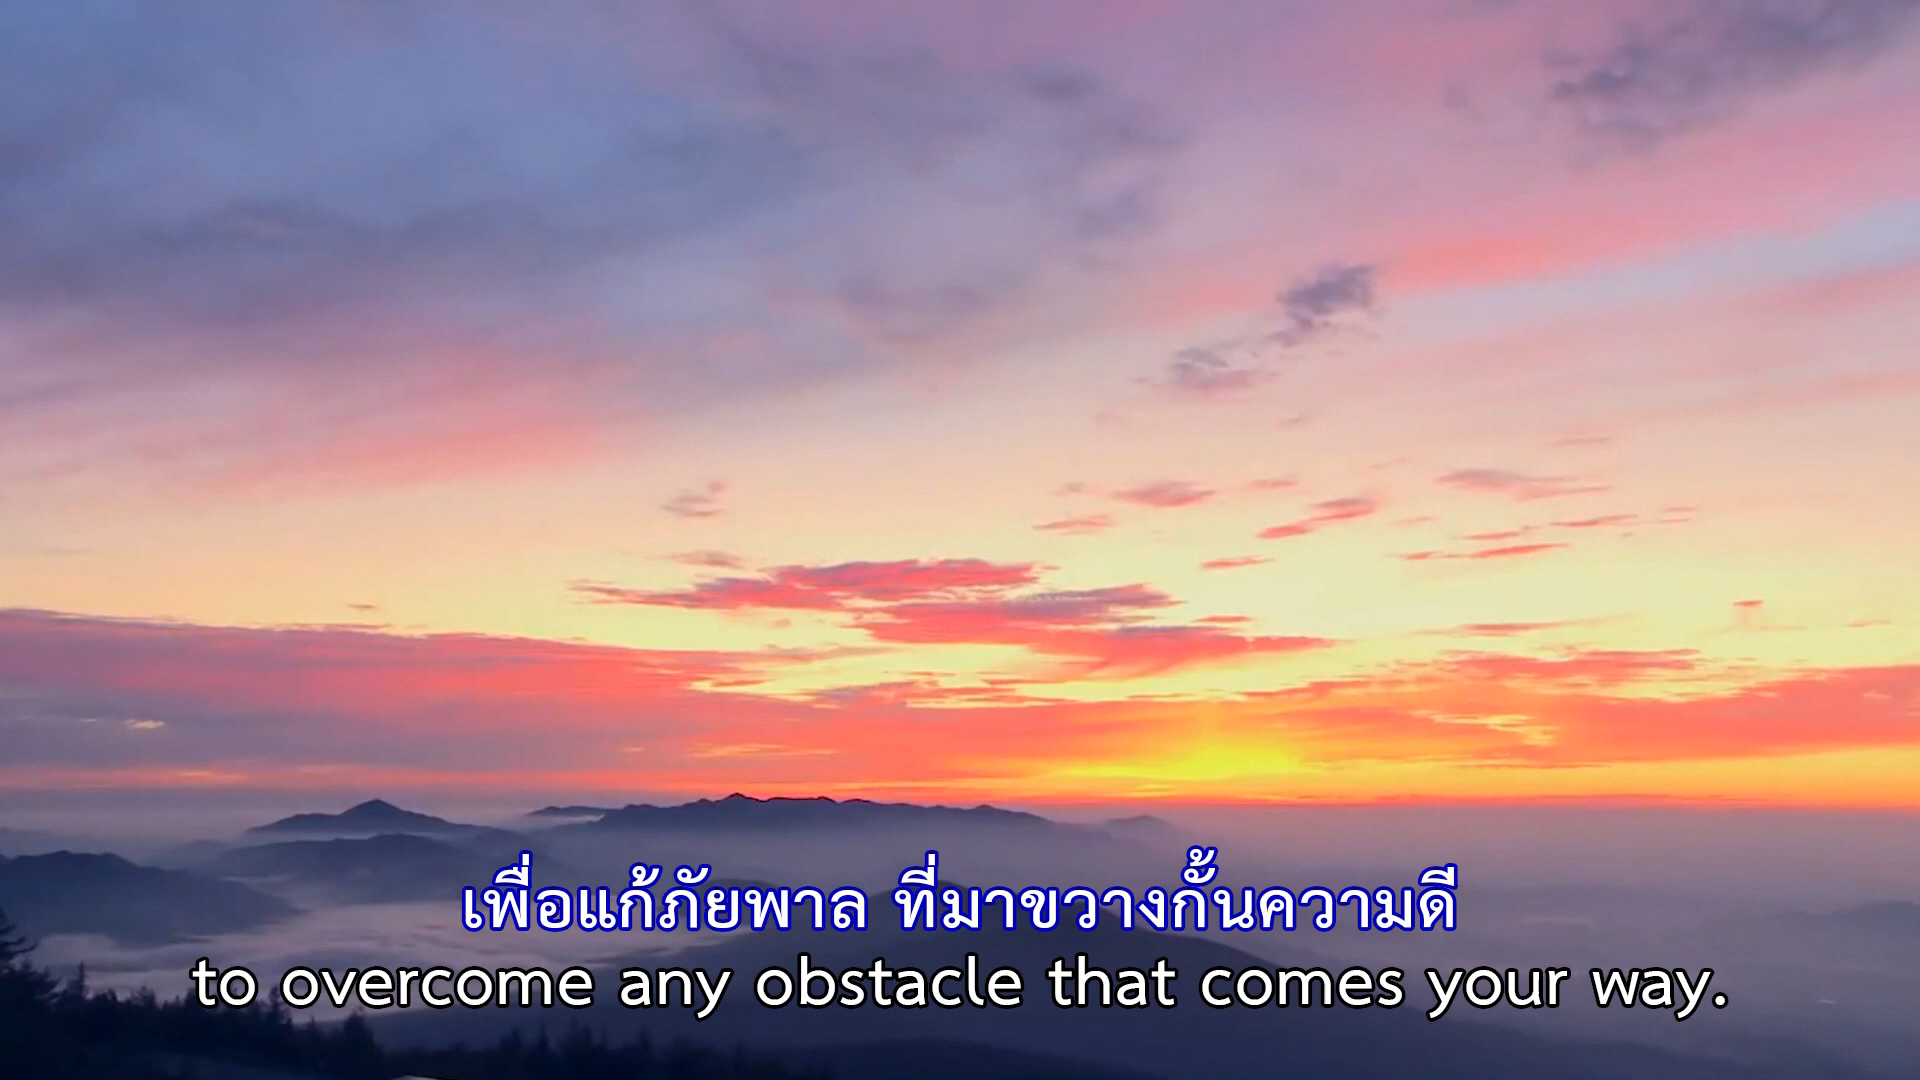 เพื่อแก้ภัยพาล ที่มาขวางกั้นความดี
to overcome any obstacle that comes your way.